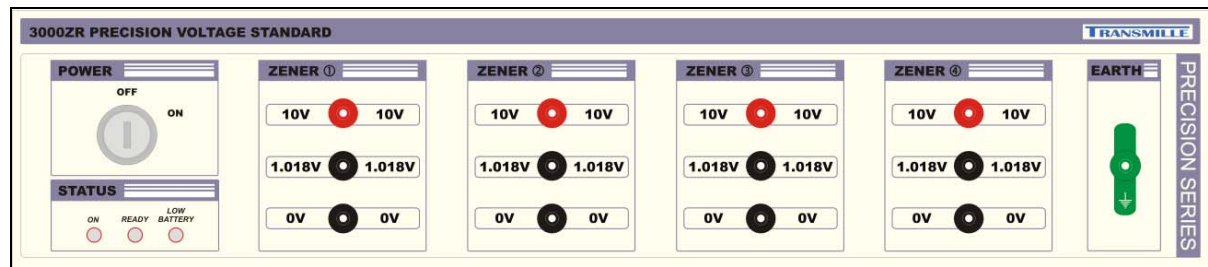 3000ZR PRECISION VOLTAGE STANDARD
TRANSMILLE
POWER
OFF
ON
STATUS
ON
READY
LOW
BATTERY
ZENER ①
10V 10V
1.018V 1.018V
0V 0V
ZENER ②
10V 10V
1.018V 1.018V
0V 0V
ZENER ③
10V 10V
1.018V 1.018V
0V 0V
ZENER ④
10V 10V
1.018V 1.018V
0V 0V
EARTH
PRECISION SERIES